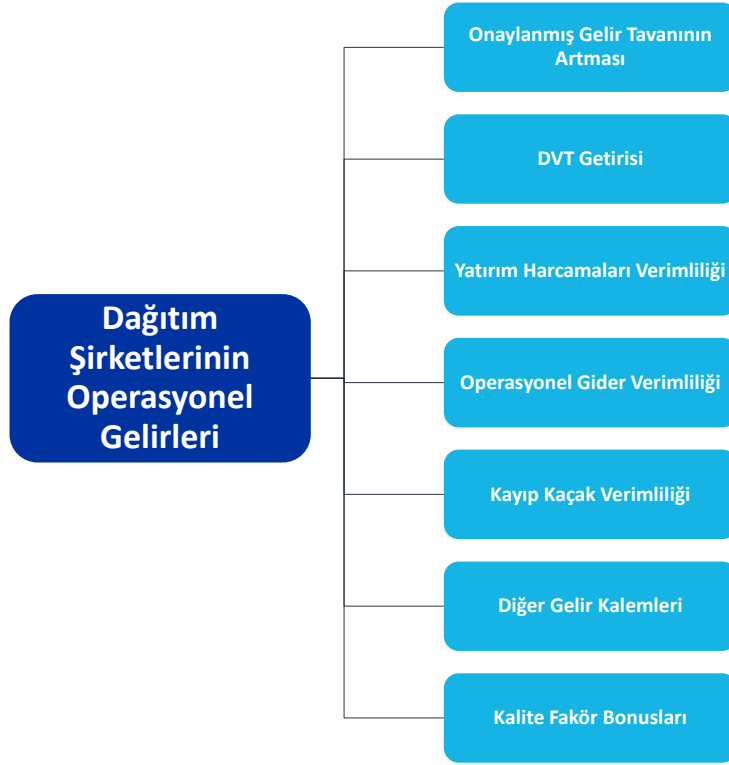 Onaylanmış Gelir Tavanının
Artması
DVT Getirisi
Yatırım Harcamaları Verimliliği
Dağıtım
Şirketlerinin
Operasyonel
Gelirleri
Operasyonel Gider Verimliliği
Kayıp Kaçak Verimliliği
Diğer Gelir Kalemleri
Kalite Fakör Bonusları